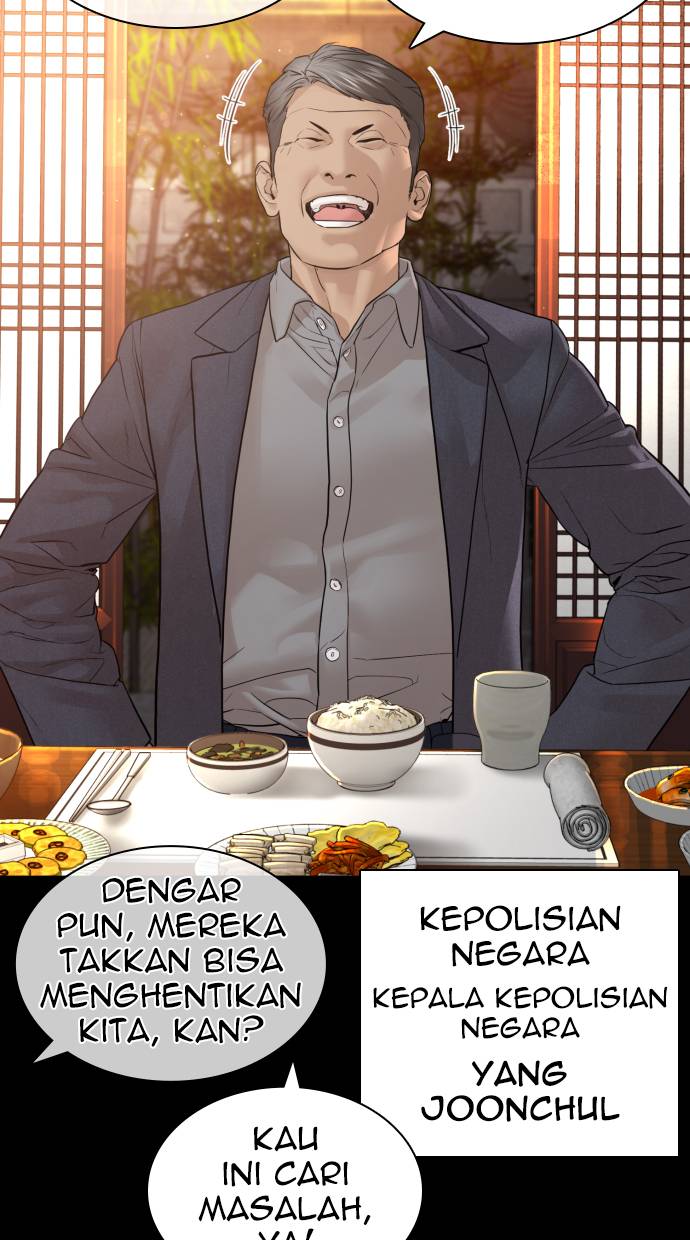 DENGAR
PUN, MEREKA
TAKKAN BISA
MENGHENTIKAN
KITA, KAN?
KEPOLISIAN
NEGARA
KEPALA KEPOLISIAN
NEGARA
YANG
JOONCHUL
KAU
INI CARI
MASALAH,
YA!